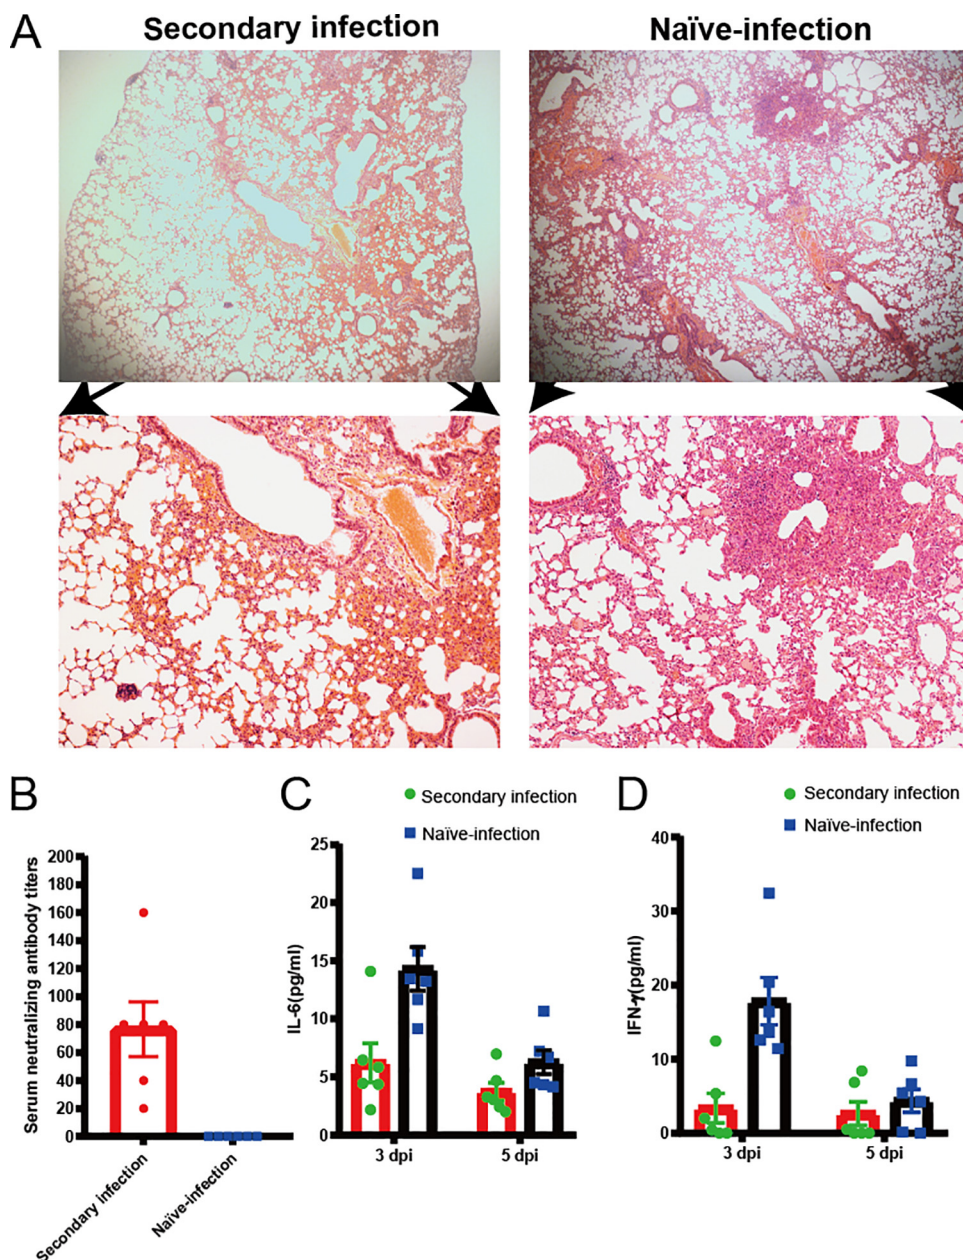 A
Secondary infection
Naïve-infection
B
Serum neutralizing antibody titers
200
180
160
140
120
100
80
60
40
20
0
Secondary infection
Naïve-infection
C
Secondary infection
Naïve-infection
IL-6(pg/ml)
25
20
15
10
5
0
3 dpi
5 dpi
D
Secondary infection
Naïve-infection
IFN-γ(pg/ml)
40
30
20
10
0
3 dpi
5 dpi